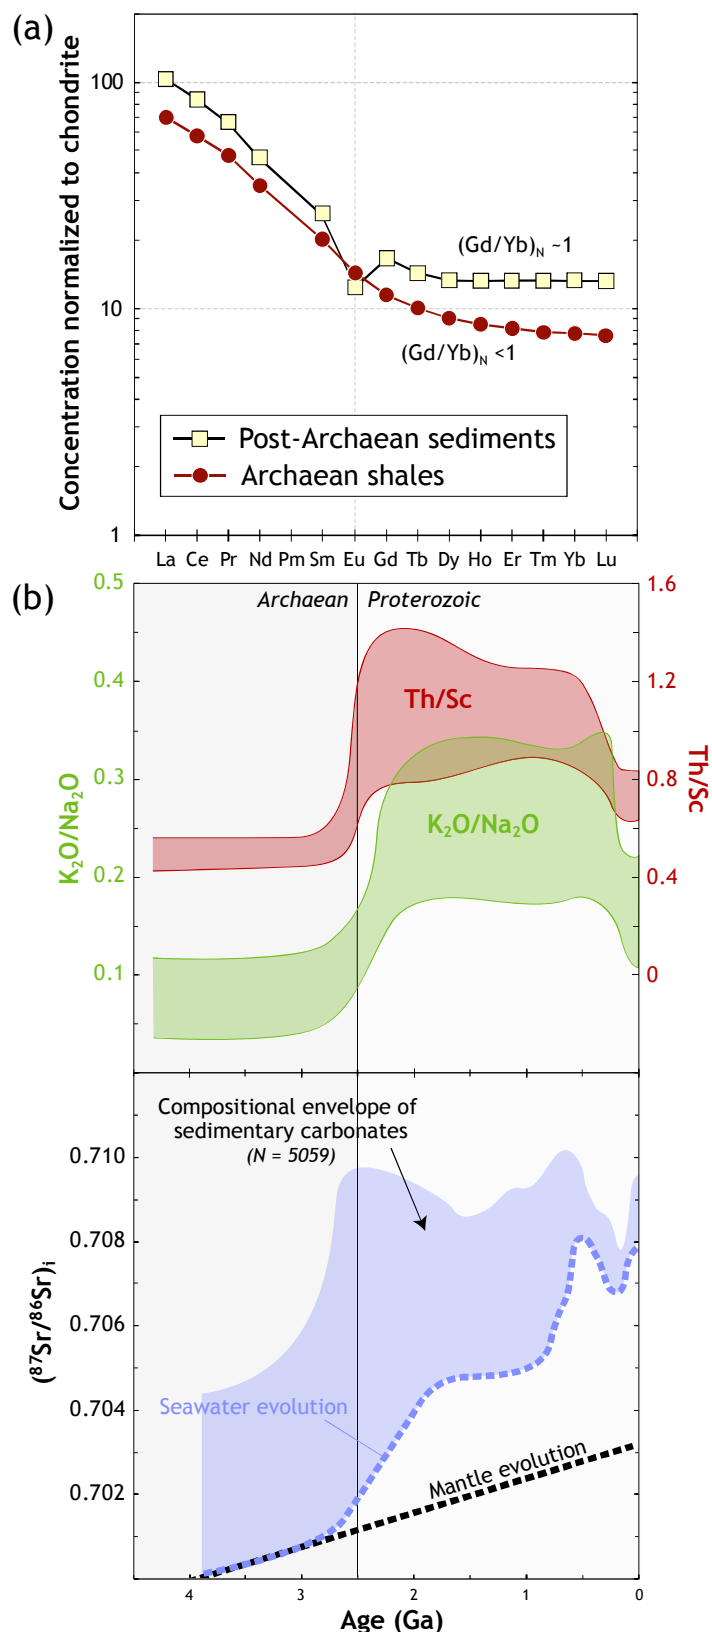 (a)
Concentration normalized to chondrite
100
10
1
(Gd/Yb)N ~1
(Gd/Yb)N <1
Post-Archaean sediments
Archaean shales
La Ce Pr Nd Pm Sm Eu Gd Tb Dy Ho Er Tm Yb Lu
(b)
0.5
0.4
0.3
0.2
0.1
K2O/Na2O
Archaean
Proterozoic
Th/Sc
K2O/Na2O
1.6
1.2
0.8
0.4
0
Th/Sc
Compositional envelope of
sedimentary carbonates
(N = 5059)
0.710
0.708
0.706
0.704
0.702
(87Sr/86Sr)i
Seawater evolution
Mantle evolution
4 3 2 1 0
Age (Ga)